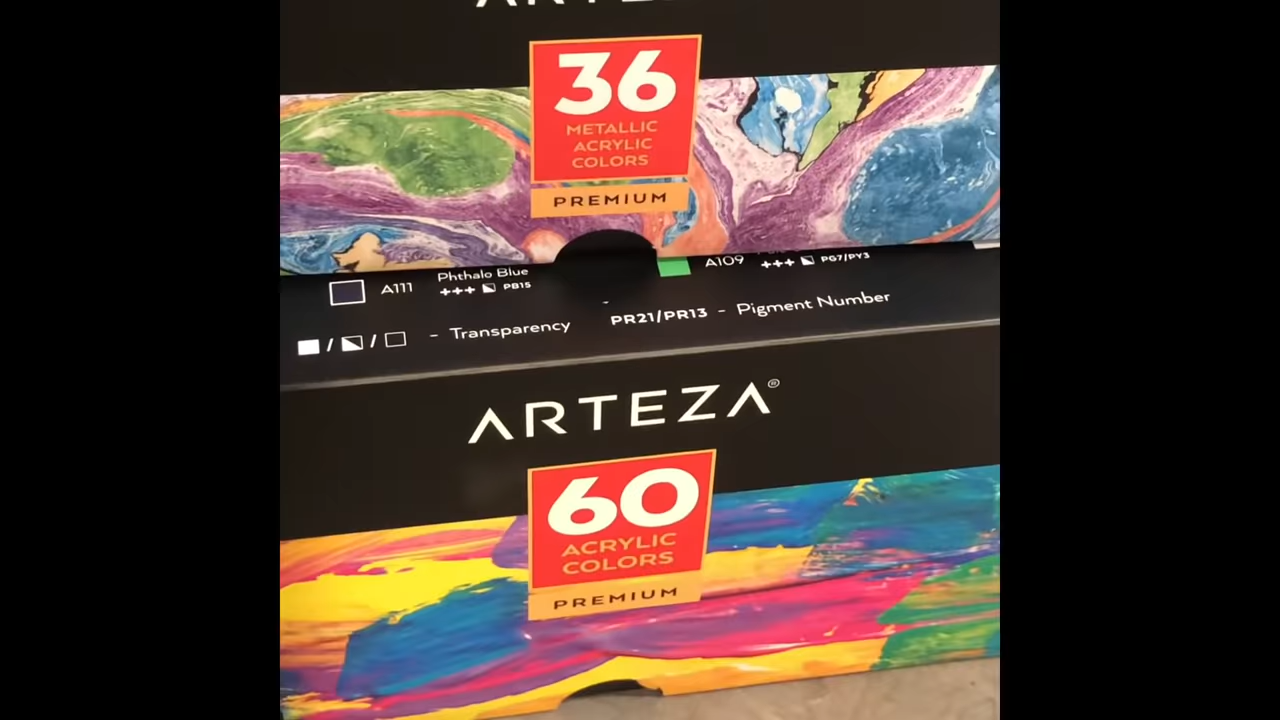 ARTEZA
36
METALLIC
ACRYLIC
COLORS
PREMIUM
A111 Phthalo Blue
+++ PB15
A109
+++ PG7/PY3
/ / - Transparency
PR21/PR13 - Pigment Number
ARTEZA®
60
ACRYLIC
COLORS
PREMIUM